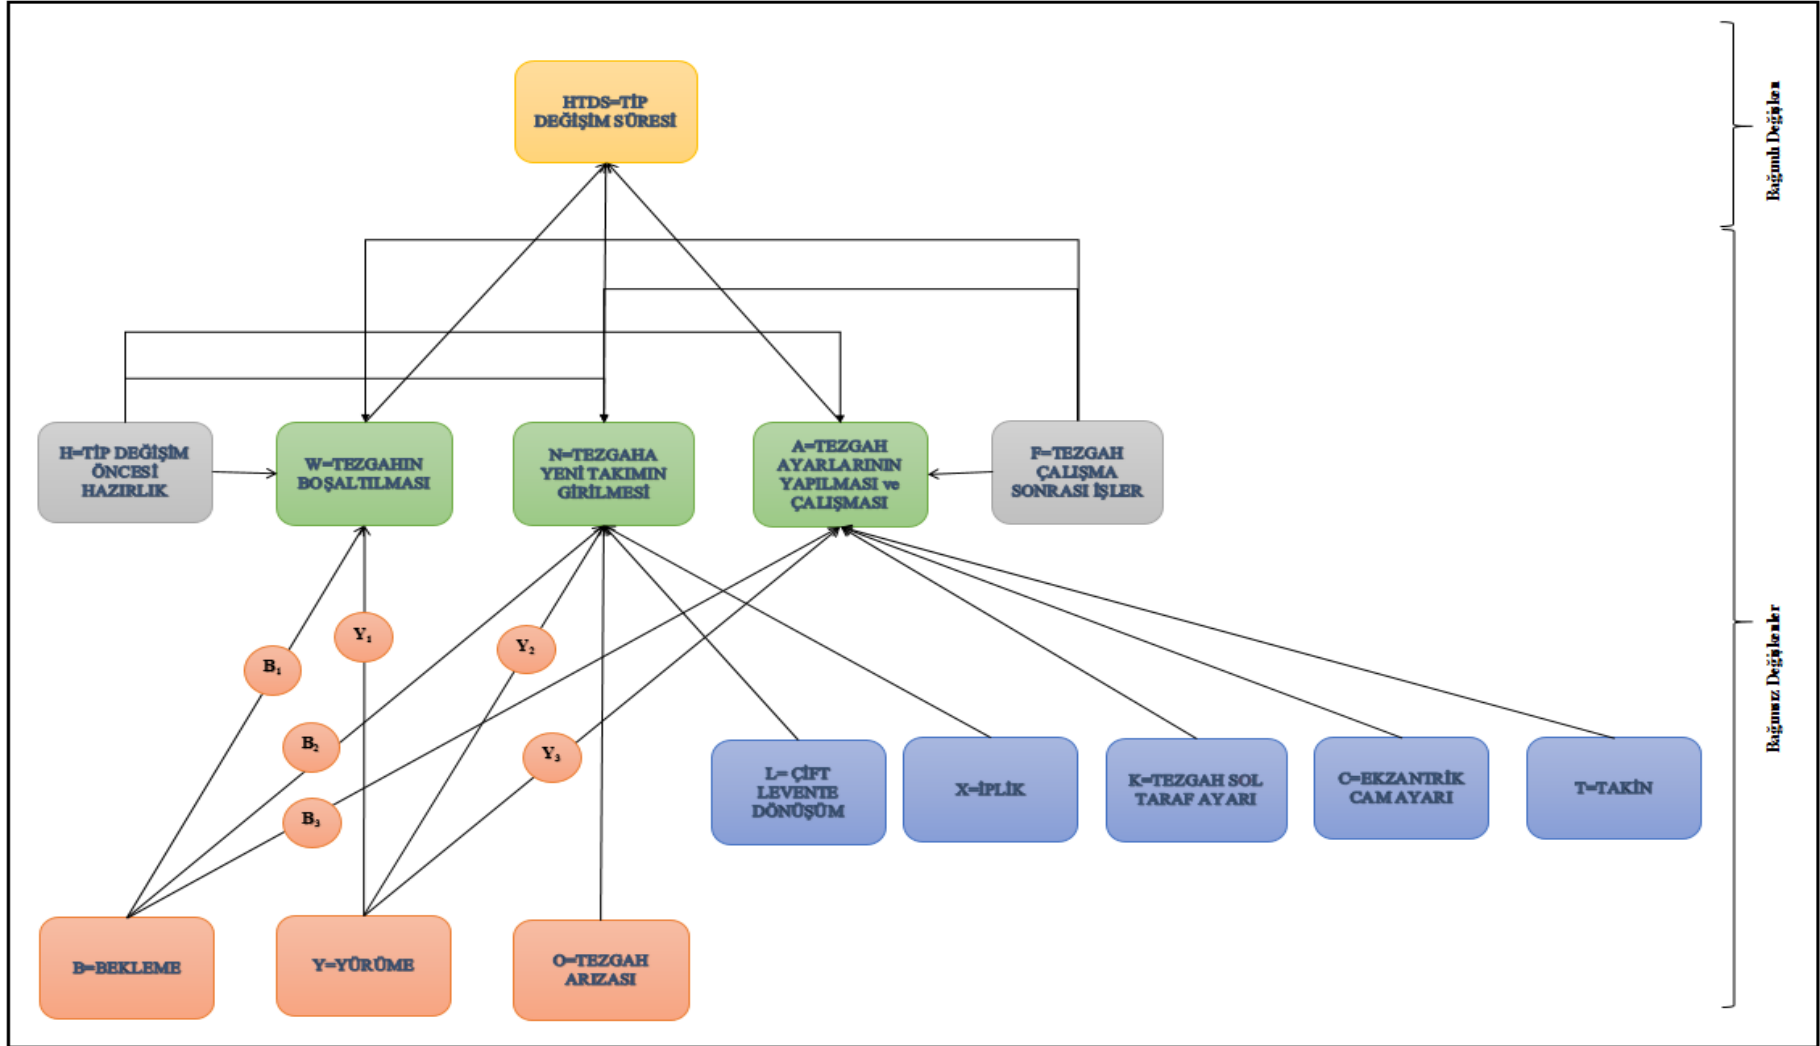 HTDS=TİP
DEĞİŞİM SÜRESİ
Bağımlı Değişken
H=TİP DEĞİŞİM
ÖNCESİ
HAZIRLIK
W=TEZGAHIN
BOŞALTILMASI
N=TEZGAHA
YENİ TAKIMIN
GİRİLMESİ
A=TEZGAH
AYARLARININ
YAPILMASI ve
ÇALIŞMASI
F=TEZGAH
ÇALIŞMA
SONRASI İŞLER
Bağımsız Değişkenler
B₁
Y₁
Y₂
B₂
Y₃
B₃
L= ÇİFT
LEVENTE
DÖNÜŞÜM
X=İPLİK
K=TEZGAH SOL
TARAF AYARI
C=EKZANTRİK
CAM AYARI
T=TAKİN
B=BEKLEME
Y=YÜRÜME
O=TEZGAH
ARIZASI